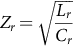 Z_r = √(L_r / C_r)